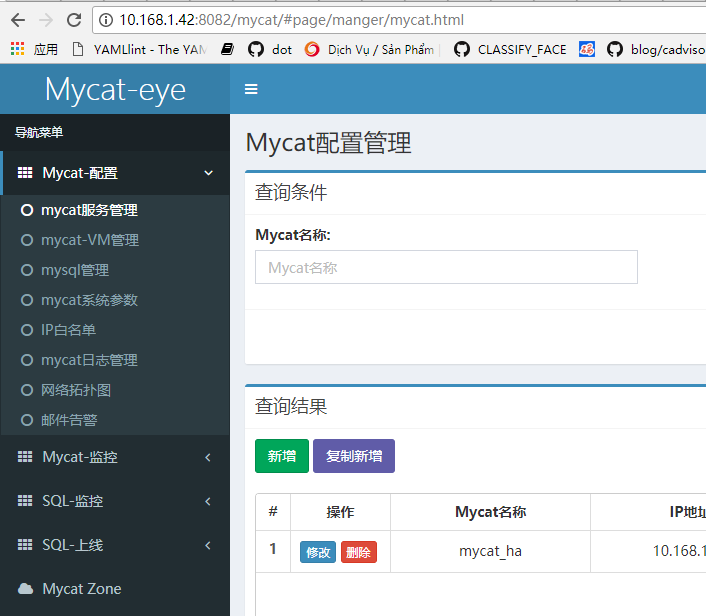 10.168.1.42:8082/mycat/#page/manger/mycat.html
应用 YAMLlint - The YAM dot Dịch Vụ / Sản Phẩm CLASSIFY_FACE blog/cadviso
Mycat-eye
导航菜单
Mycat配置管理
Mycat-配置
查询条件
mycat服务管理
Mycat名称:
mycat-VM管理
Mycat名称
mysql管理
mycat系统参数
IP白名单
mycat日志管理
网络拓扑图
查询结果
邮件告警
Mycat-监控
新增 复制新增
SQL-监控
# 操作 Mycat名称 IP地址
SQL-上线
1 修改 删除 mycat_ha 10.168.1
Mycat Zone